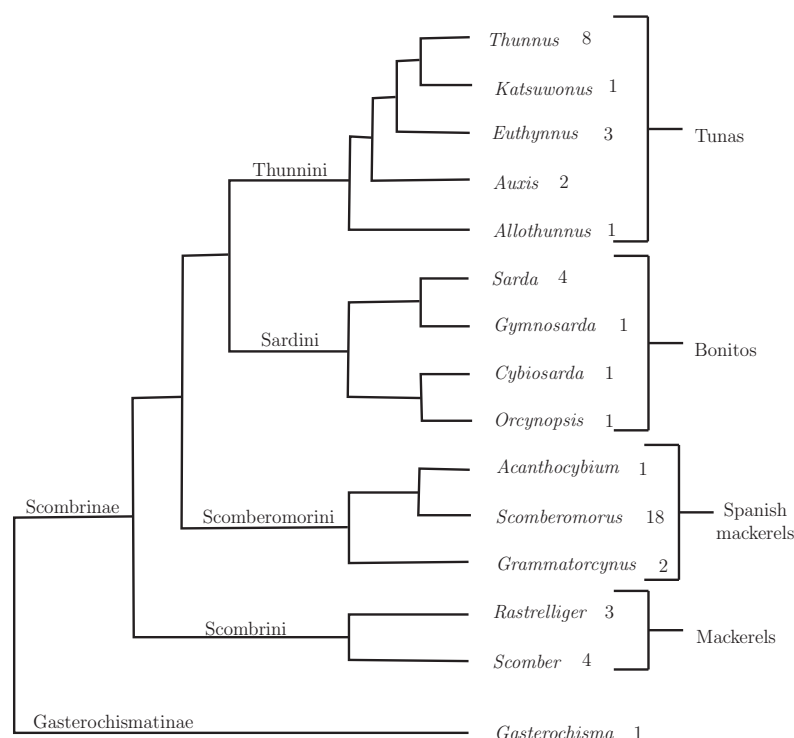 Thunnus 8
Katsuwonus 1
Euthynnus 3
Tunas
Thunnini
Auxis 2
Allothunnus 1
Sarda 4
Gymnosarda 1
Sardini
Bonitos
Cybiosarda 1
Orcynopsis 1
Acanthocybium 1
Scombrinae
Scomberomorini
Scomberomorus 18
Spanish
mackerels
Grammatorcynus 2
Rastrelliger 3
Scombrini
Mackerels
Scomber 4
Gasterochismatinae
Gasterochisma 1